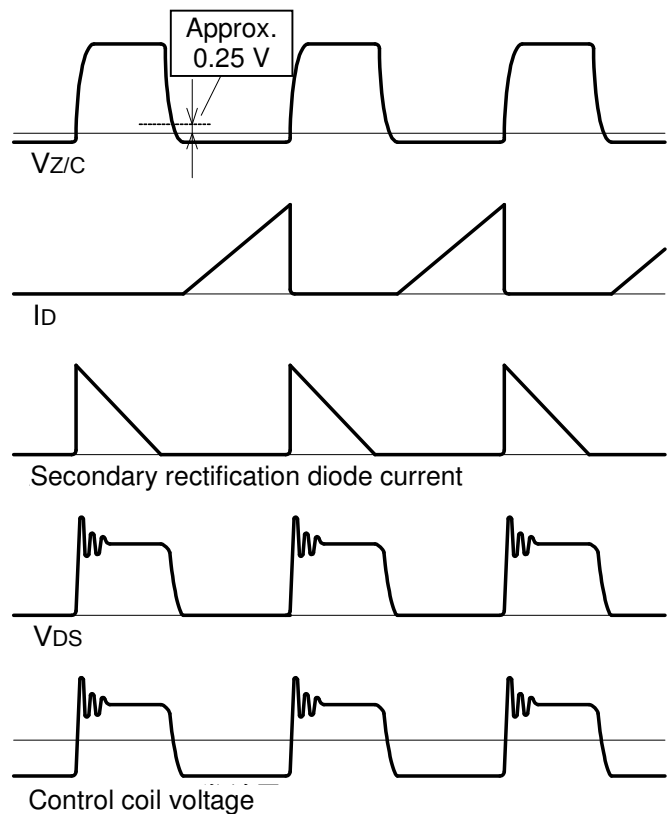 Approx.
0.25 V
VZ/C
ID
Secondary rectification diode current
VDS
Control coil voltage